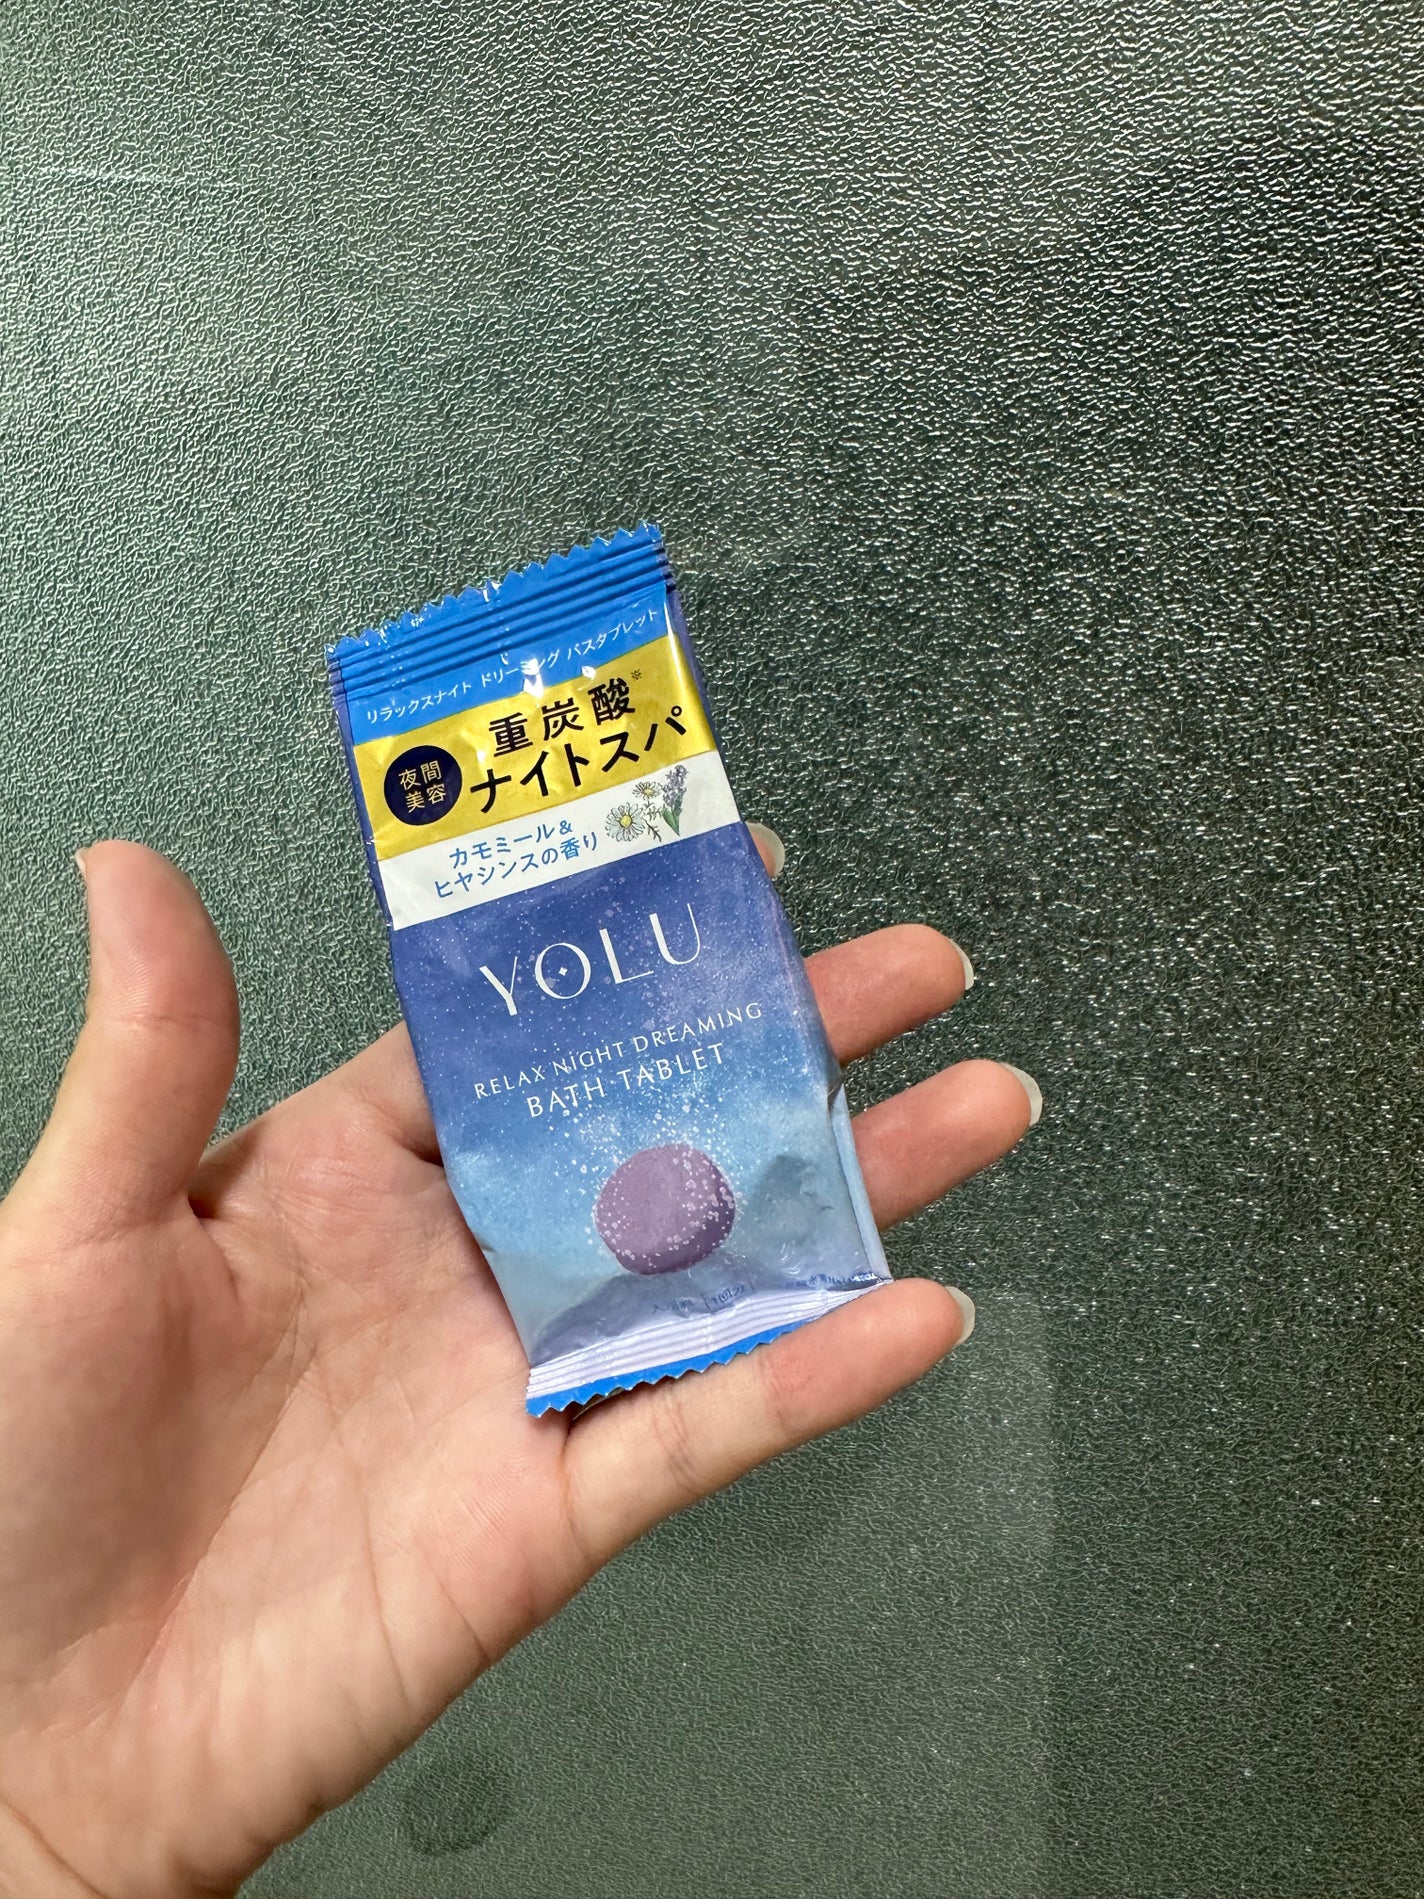 リラックスナイト ドリーミング バスタブレット
夜間
美容
重炭酸※
ナイトスパ
カモミール&
ヒヤシンスの香り
YOLU
RELAX NIGHT DREAMING
BATH TABLET